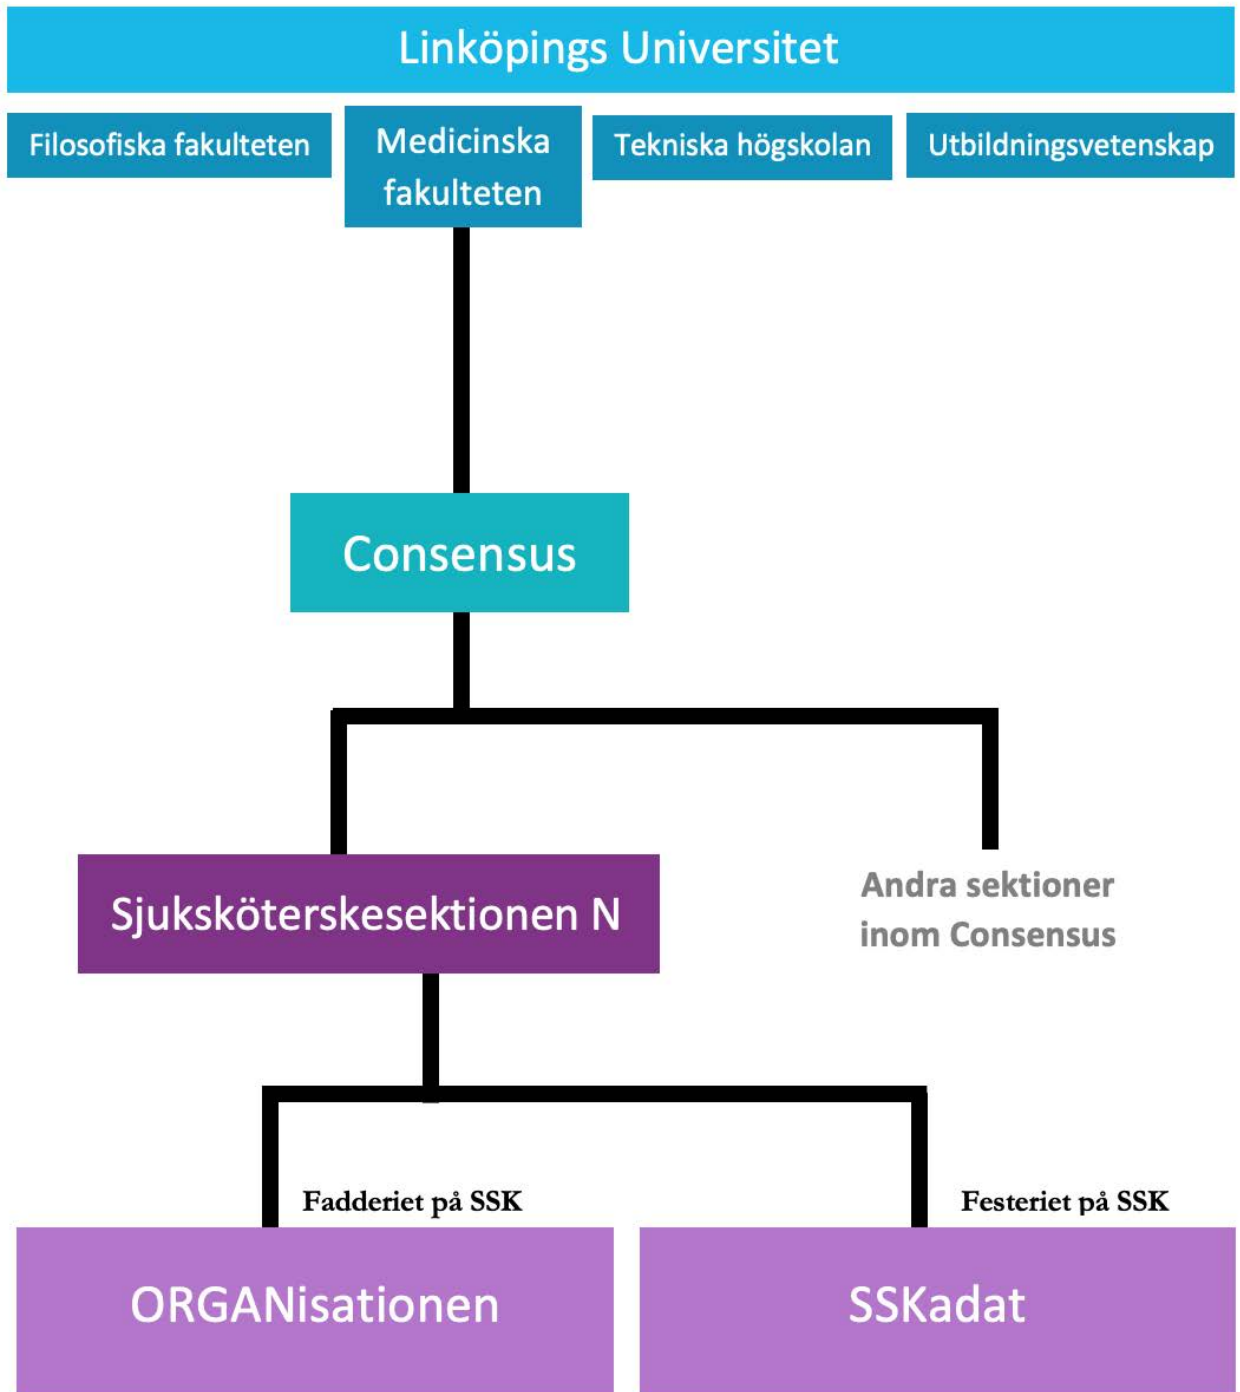 Linköpings Universitet
Filosofiska fakulteten
Medicinska
fakulteten
Tekniska högskolan
Utbildningsvetenskap
Consensus
Sjuksköterskesektionen N
Andra sektioner
inom Consensus
Fadderiet på SSK
Festeriet på SSK
ORGANisationen
SSKadat